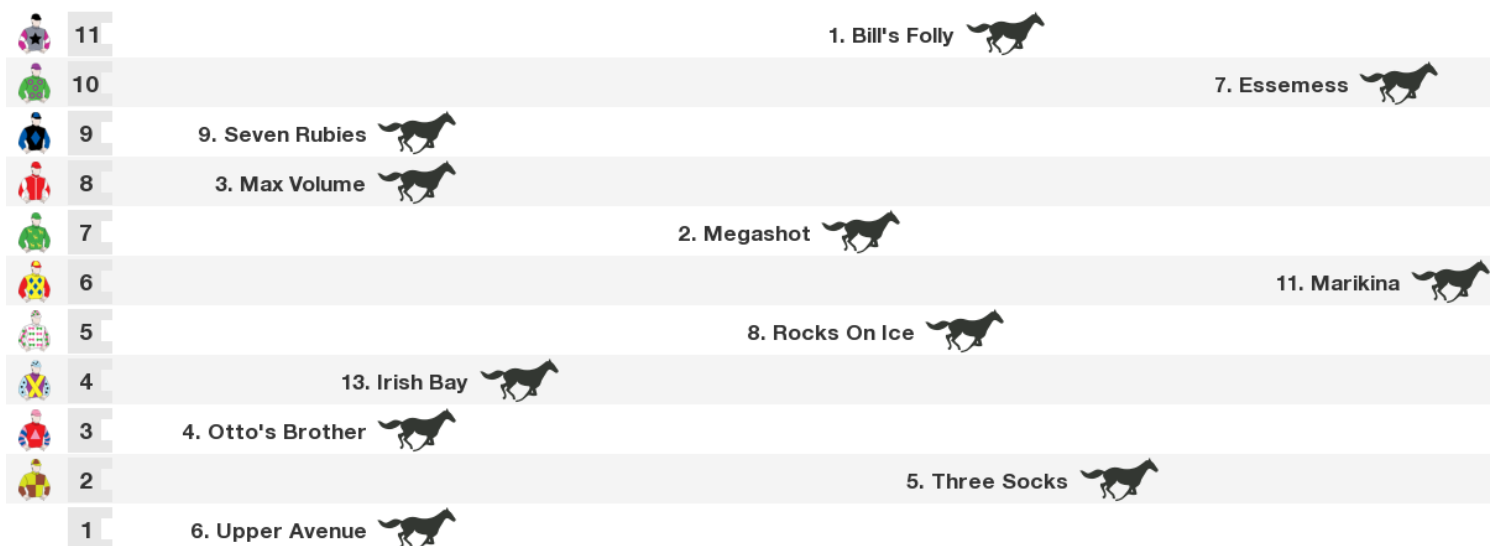 11 1. Bill's Folly
10 7. Essemess
9 9. Seven Rubies
8 3. Max Volume
7 2. Megashot
6 11. Marikina
5 8. Rocks On Ice
4 13. Irish Bay
3 4. Otto's Brother
2 5. Three Socks
1 6. Upper Avenue